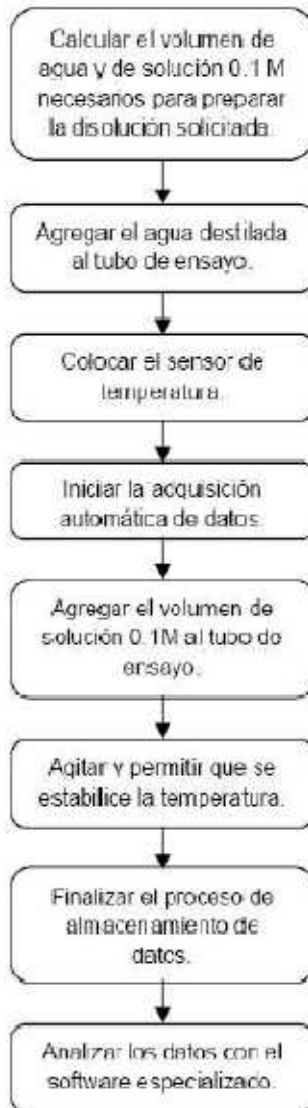 Calcular el volumen de
agua y de solución 0.1 M
necesarios para preparar
la disolución solicitada.
Agregar el agua destilada
al tubo de ensayo.
Colocar el sensor de
temperatura.
Iniciar la acquisición
automática de datos.
Agregar el volumen de
solución 0.1M al tubo de
ensayo.
Agitar y permitir que se
estabilice la temperatura.
Finalizar el proceso de
almacenamiento de
datos.
Analizar los datos con el
software especializado.